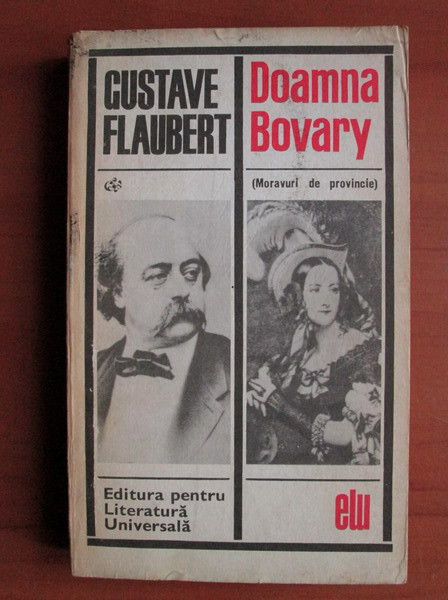 GUSTAVE
FLAUBERT
Doamna
Bovary
(Moravuri de provincie)
Editura pentru
Literatură
Universală
elu